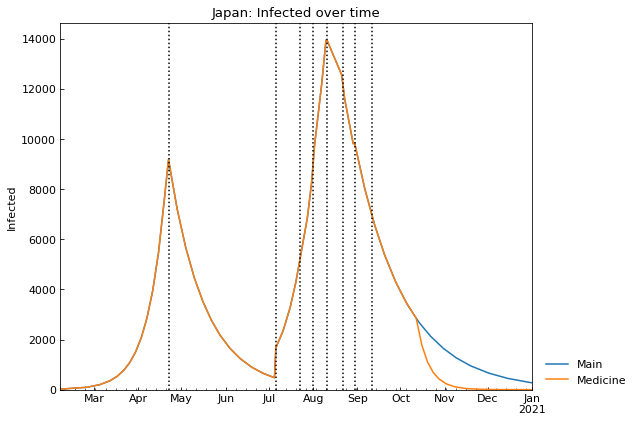 Japan: Infected over time
Infected
14000
12000
10000
8000
6000
4000
2000
0
Mar Apr May Jun Jul Aug Sep Oct Nov Dec Jan
2021
Main
Medicine